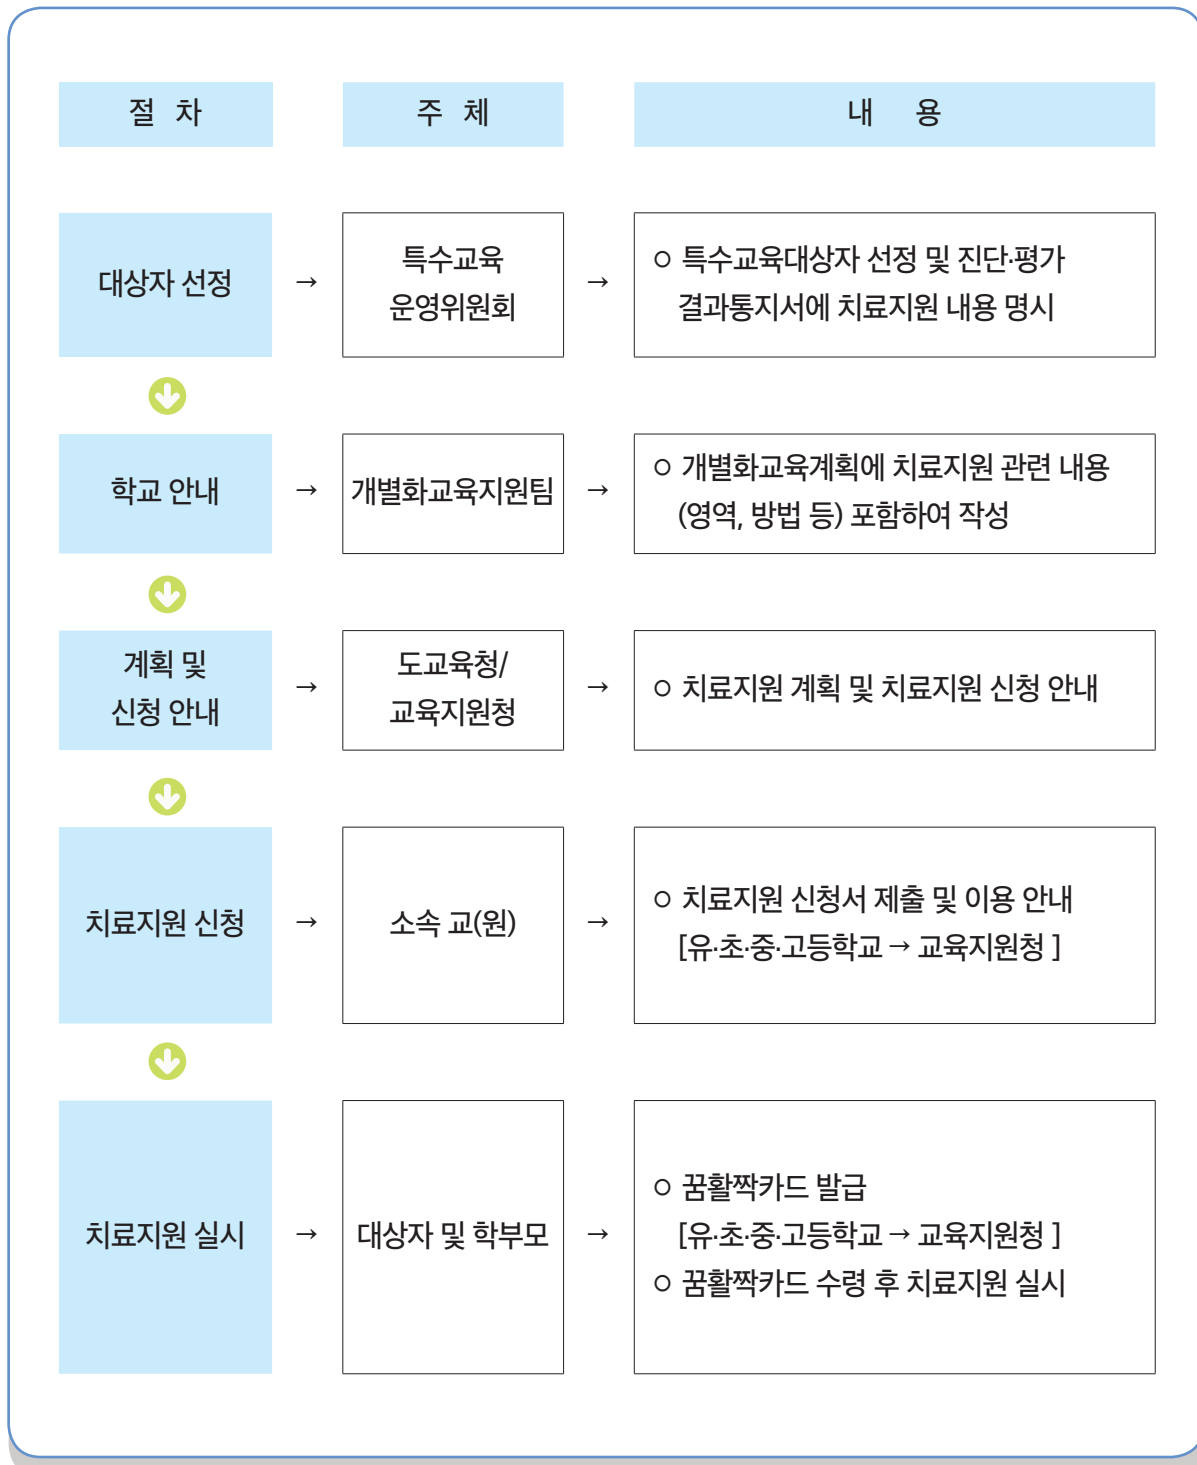 절 차
주 체
내 용
대상자 선정
→
특수교육
운영위원회
→
○ 특수교육대상자 선정 및 진단·평가
결과통지서에 치료지원 내용 명시
학교 안내
→
개별화교육지원팀
→
○ 개별화교육계획에 치료지원 관련 내용
(영역, 방법 등) 포함하여 작성
계획 및
신청 안내
→
도교육청/
교육지원청
→
○ 치료지원 계획 및 치료지원 신청 안내
치료지원 신청
→
소속 교(원)
→
○ 치료지원 신청서 제출 및 이용 안내
[유·초·중·고등학교 → 교육지원청 ]
치료지원 실시
→
대상자 및 학부모
→
○ 꿈활짝카드 발급
[유·초·중·고등학교 → 교육지원청 ]
○ 꿈활짝카드 수령 후 치료지원 실시